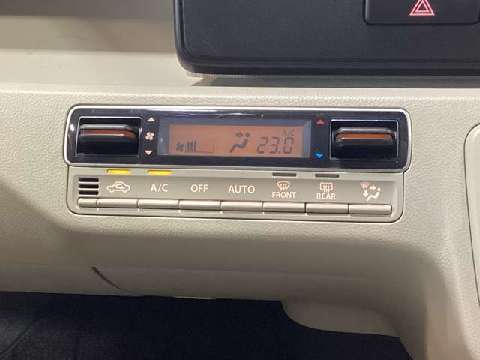 A/C
23.0
A/C OFF AUTO FRONT REAR